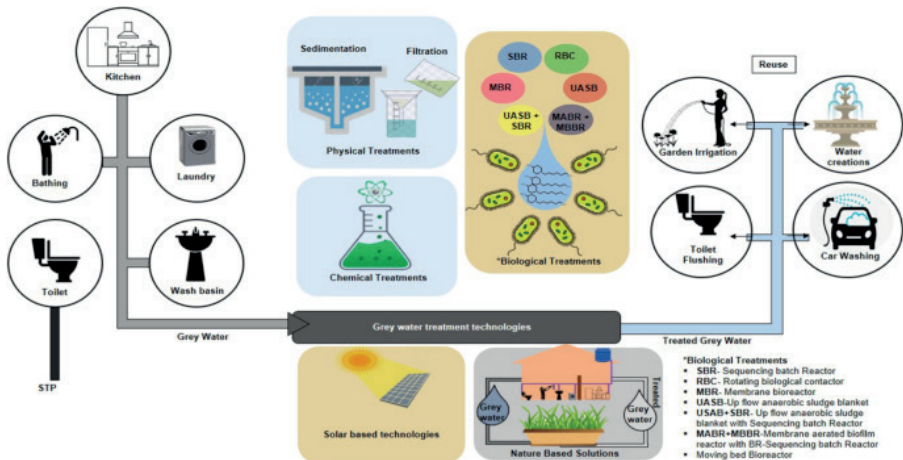 Kitchen
Bathing
Laundry
Toilet
Wash basin
Grey Water
STP
Sedimentation
Filtration
Physical Treatments
Chemical Treatments
SBR
RBC
MBR
UASB
UASB +
SBR
MABR +
MBBR
*Biological Treatments
Grey water treatment technologies
Solar based technologies
Grey
water
Treated
Grey
water
Nature Based Solutions
Reuse
Garden Irrigation
Water
creations
Toilet
Flushing
Car Washing
Treated Grey Water
*Biological Treatments
▪ SBR- Sequencing batch Reactor
▪ RBC- Rotating biological contactor
▪ MBR- Membrane bioreactor
▪ UASB-Up flow anaerobic sludge blanket
▪ USAB+SBR- Up flow anaerobic sludge
blanket with Sequencing batch Reactor
▪ MABR+MBBR-Membrane aerated biofilm
reactor with BR-Sequencing batch Reactor
▪ Moving bed Bioreactor